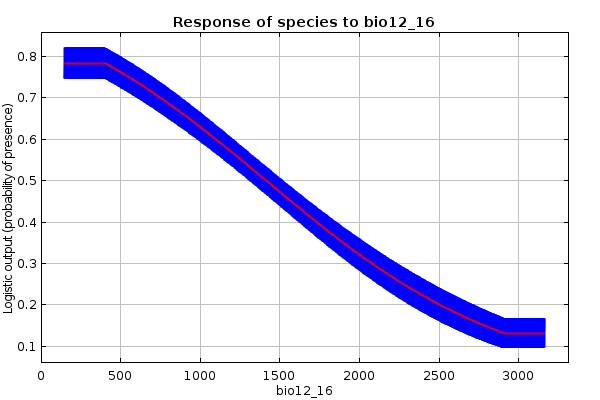 Response of species to bio12_16
Logistic output (probability of presence)
0.8
0.7
0.6
0.5
0.4
0.3
0.2
0.1
0 500 1000 1500 2000 2500 3000
bio12_16